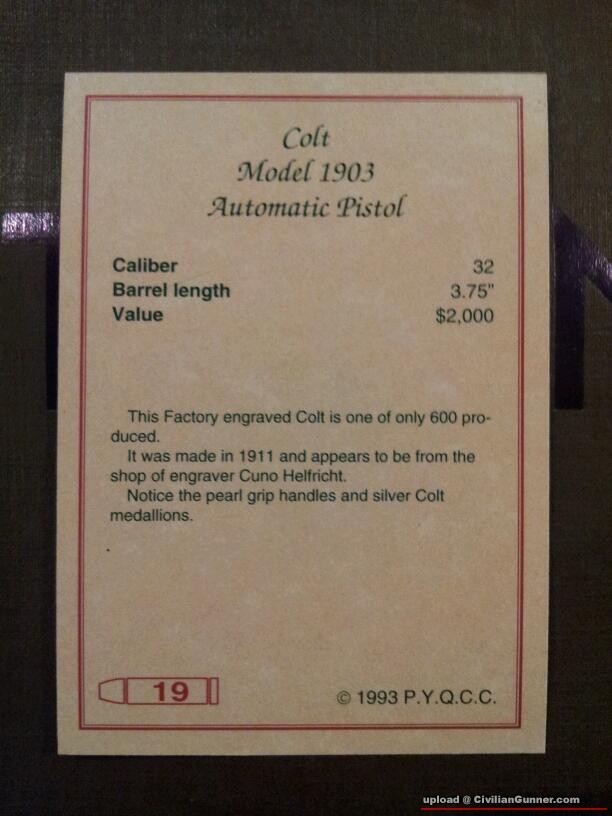 Colt
Model 1903
Automatic Pistol
Caliber 32
Barrel length 3.75"
Value $2,000
This Factory engraved Colt is one of only 600 pro-
duced.
It was made in 1911 and appears to be from the
shop of engraver Cuno Helfricht.
Notice the pearl grip handles and silver Colt
medallions.
19
© 1993 P.Y.Q.C.C.
upload @ CivilianGunner.com